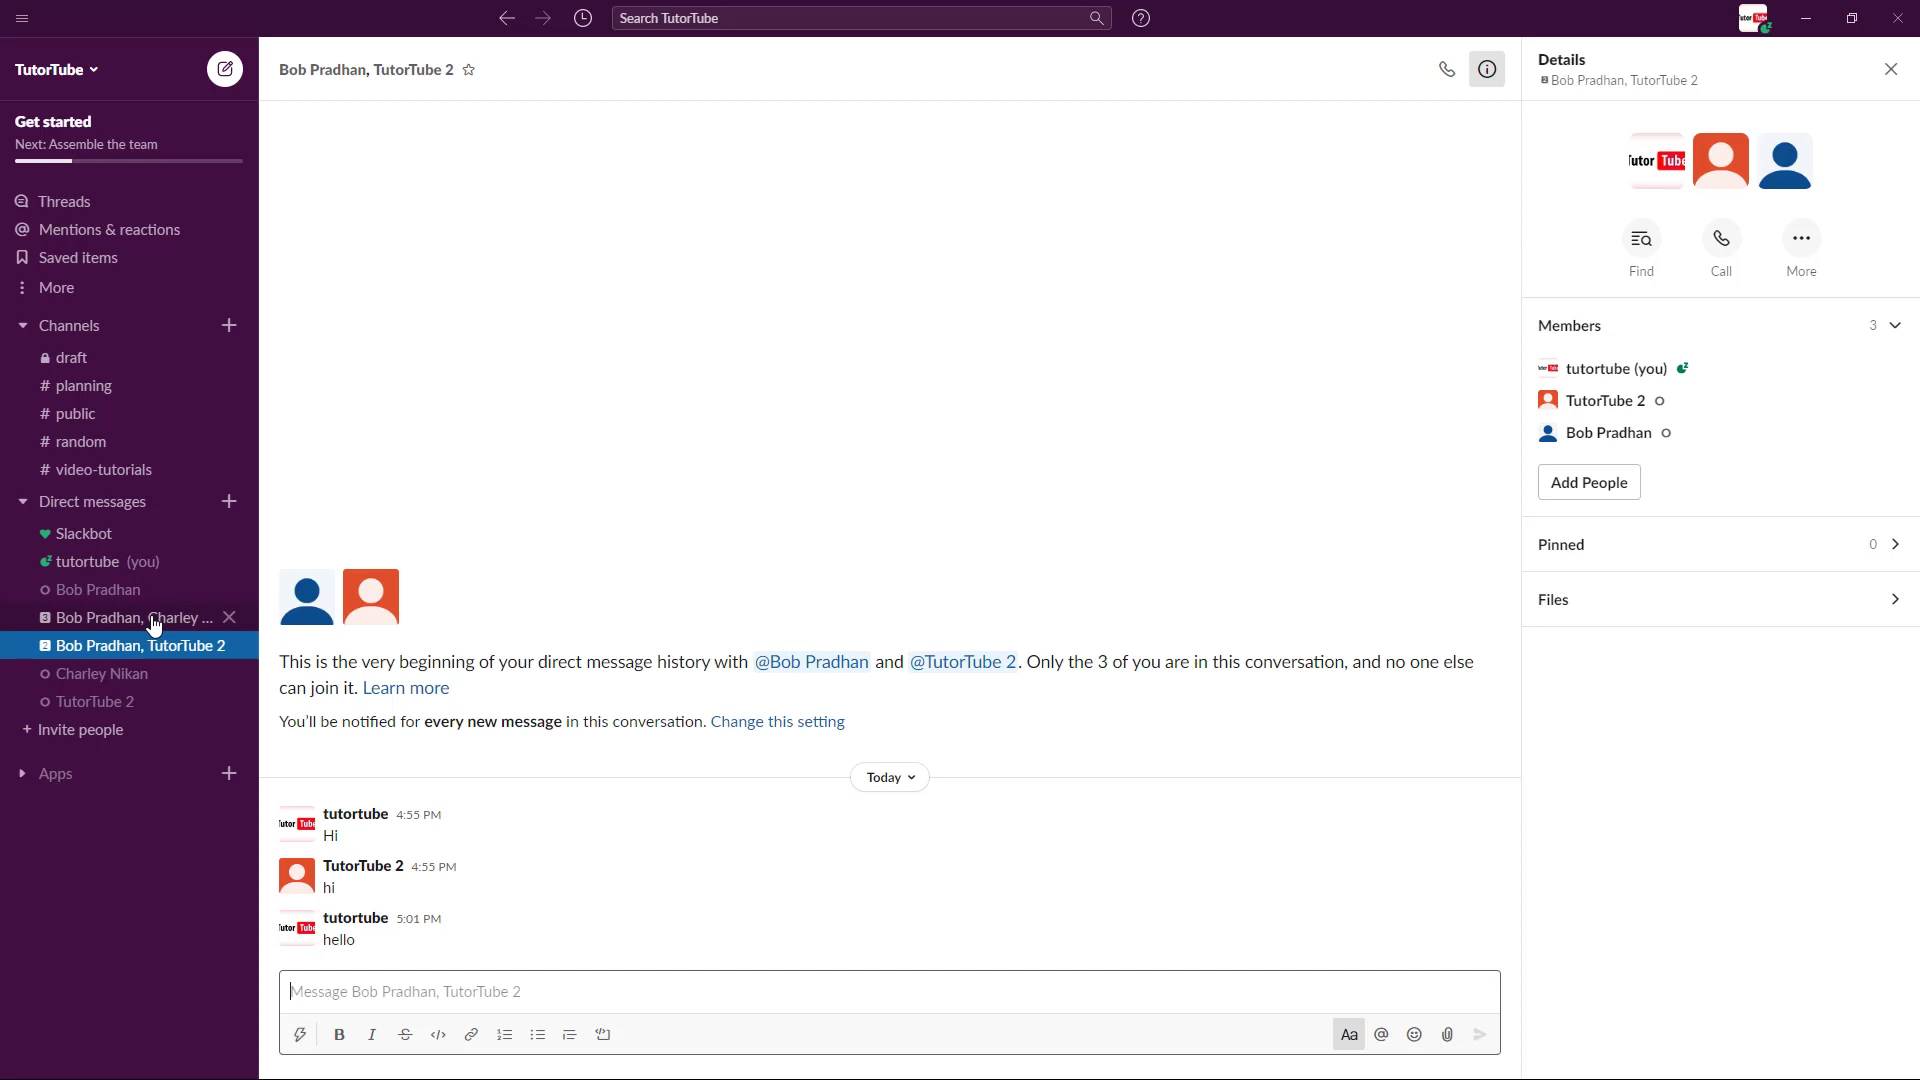 Search TutorTube
TutorTube
Get started
Next: Assemble the team
Threads
Mentions & reactions
Saved items
More
Channels
draft
# planning
# public
# random
# video-tutorials
Direct messages
Slackbot
tutortube (you)
Bob Pradhan
3 Bob Pradhan, Charley ...
2 Bob Pradhan, TutorTube 2
Charley Nikan
TutorTube 2
+ Invite people
Apps
Bob Pradhan, TutorTube 2
This is the very beginning of your direct message history with @Bob Pradhan and @TutorTube 2. Only the 3 of you are in this conversation, and no one else
can join it. Learn more
You'll be notified for every new message in this conversation. Change this setting
Today
tutortube 4:55 PM
Hi
TutorTube 2 4:55 PM
hi
tutortube 5:01 PM
hello
Message Bob Pradhan, TutorTube 2
B I S </> Aa @
Details
Bob Pradhan, TutorTube 2
Tutor Tube
Find Call More
Members 3
tutortube (you)
TutorTube 2
Bob Pradhan
Add People
Pinned 0
Files